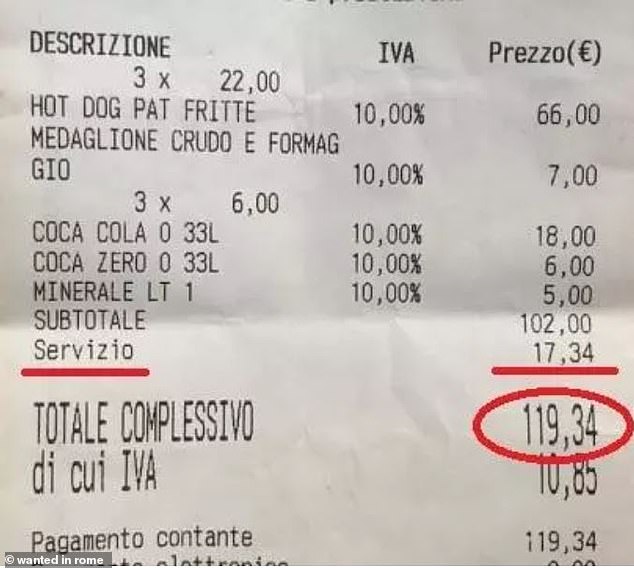 DESCRIZIONE IVA Prezzo(€)
3 x 22,00
HOT DOG PAT FRITTE 10,00% 66,00
MEDAGLIONE CRUDO E FORMAG
GIO 10,00% 7,00
3 x 6,00
COCA COLA 0 33L 10,00% 18,00
COCA ZERO 0 33L 10,00% 6,00
MINERALE LT 1 10,00% 5,00
SUBTOTALE 102,00
Servizio 17,34
TOTALE COMPLESSIVO 119,34
di cui IVA 10,85
Pagamento contante 119,34
© wanted in rome